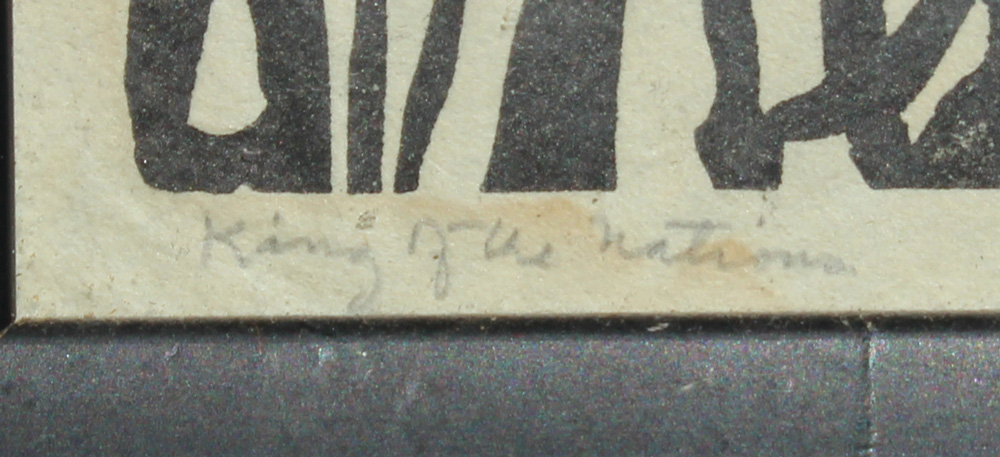 King of the Nations